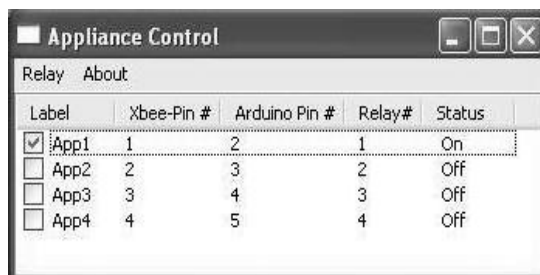 Appliance Control
Relay About
Label Xbee-Pin # Arduino Pin # Relay# Status
App1 1 2 1 On
App2 2 3 2 Off
App3 3 4 3 Off
App4 4 5 4 Off